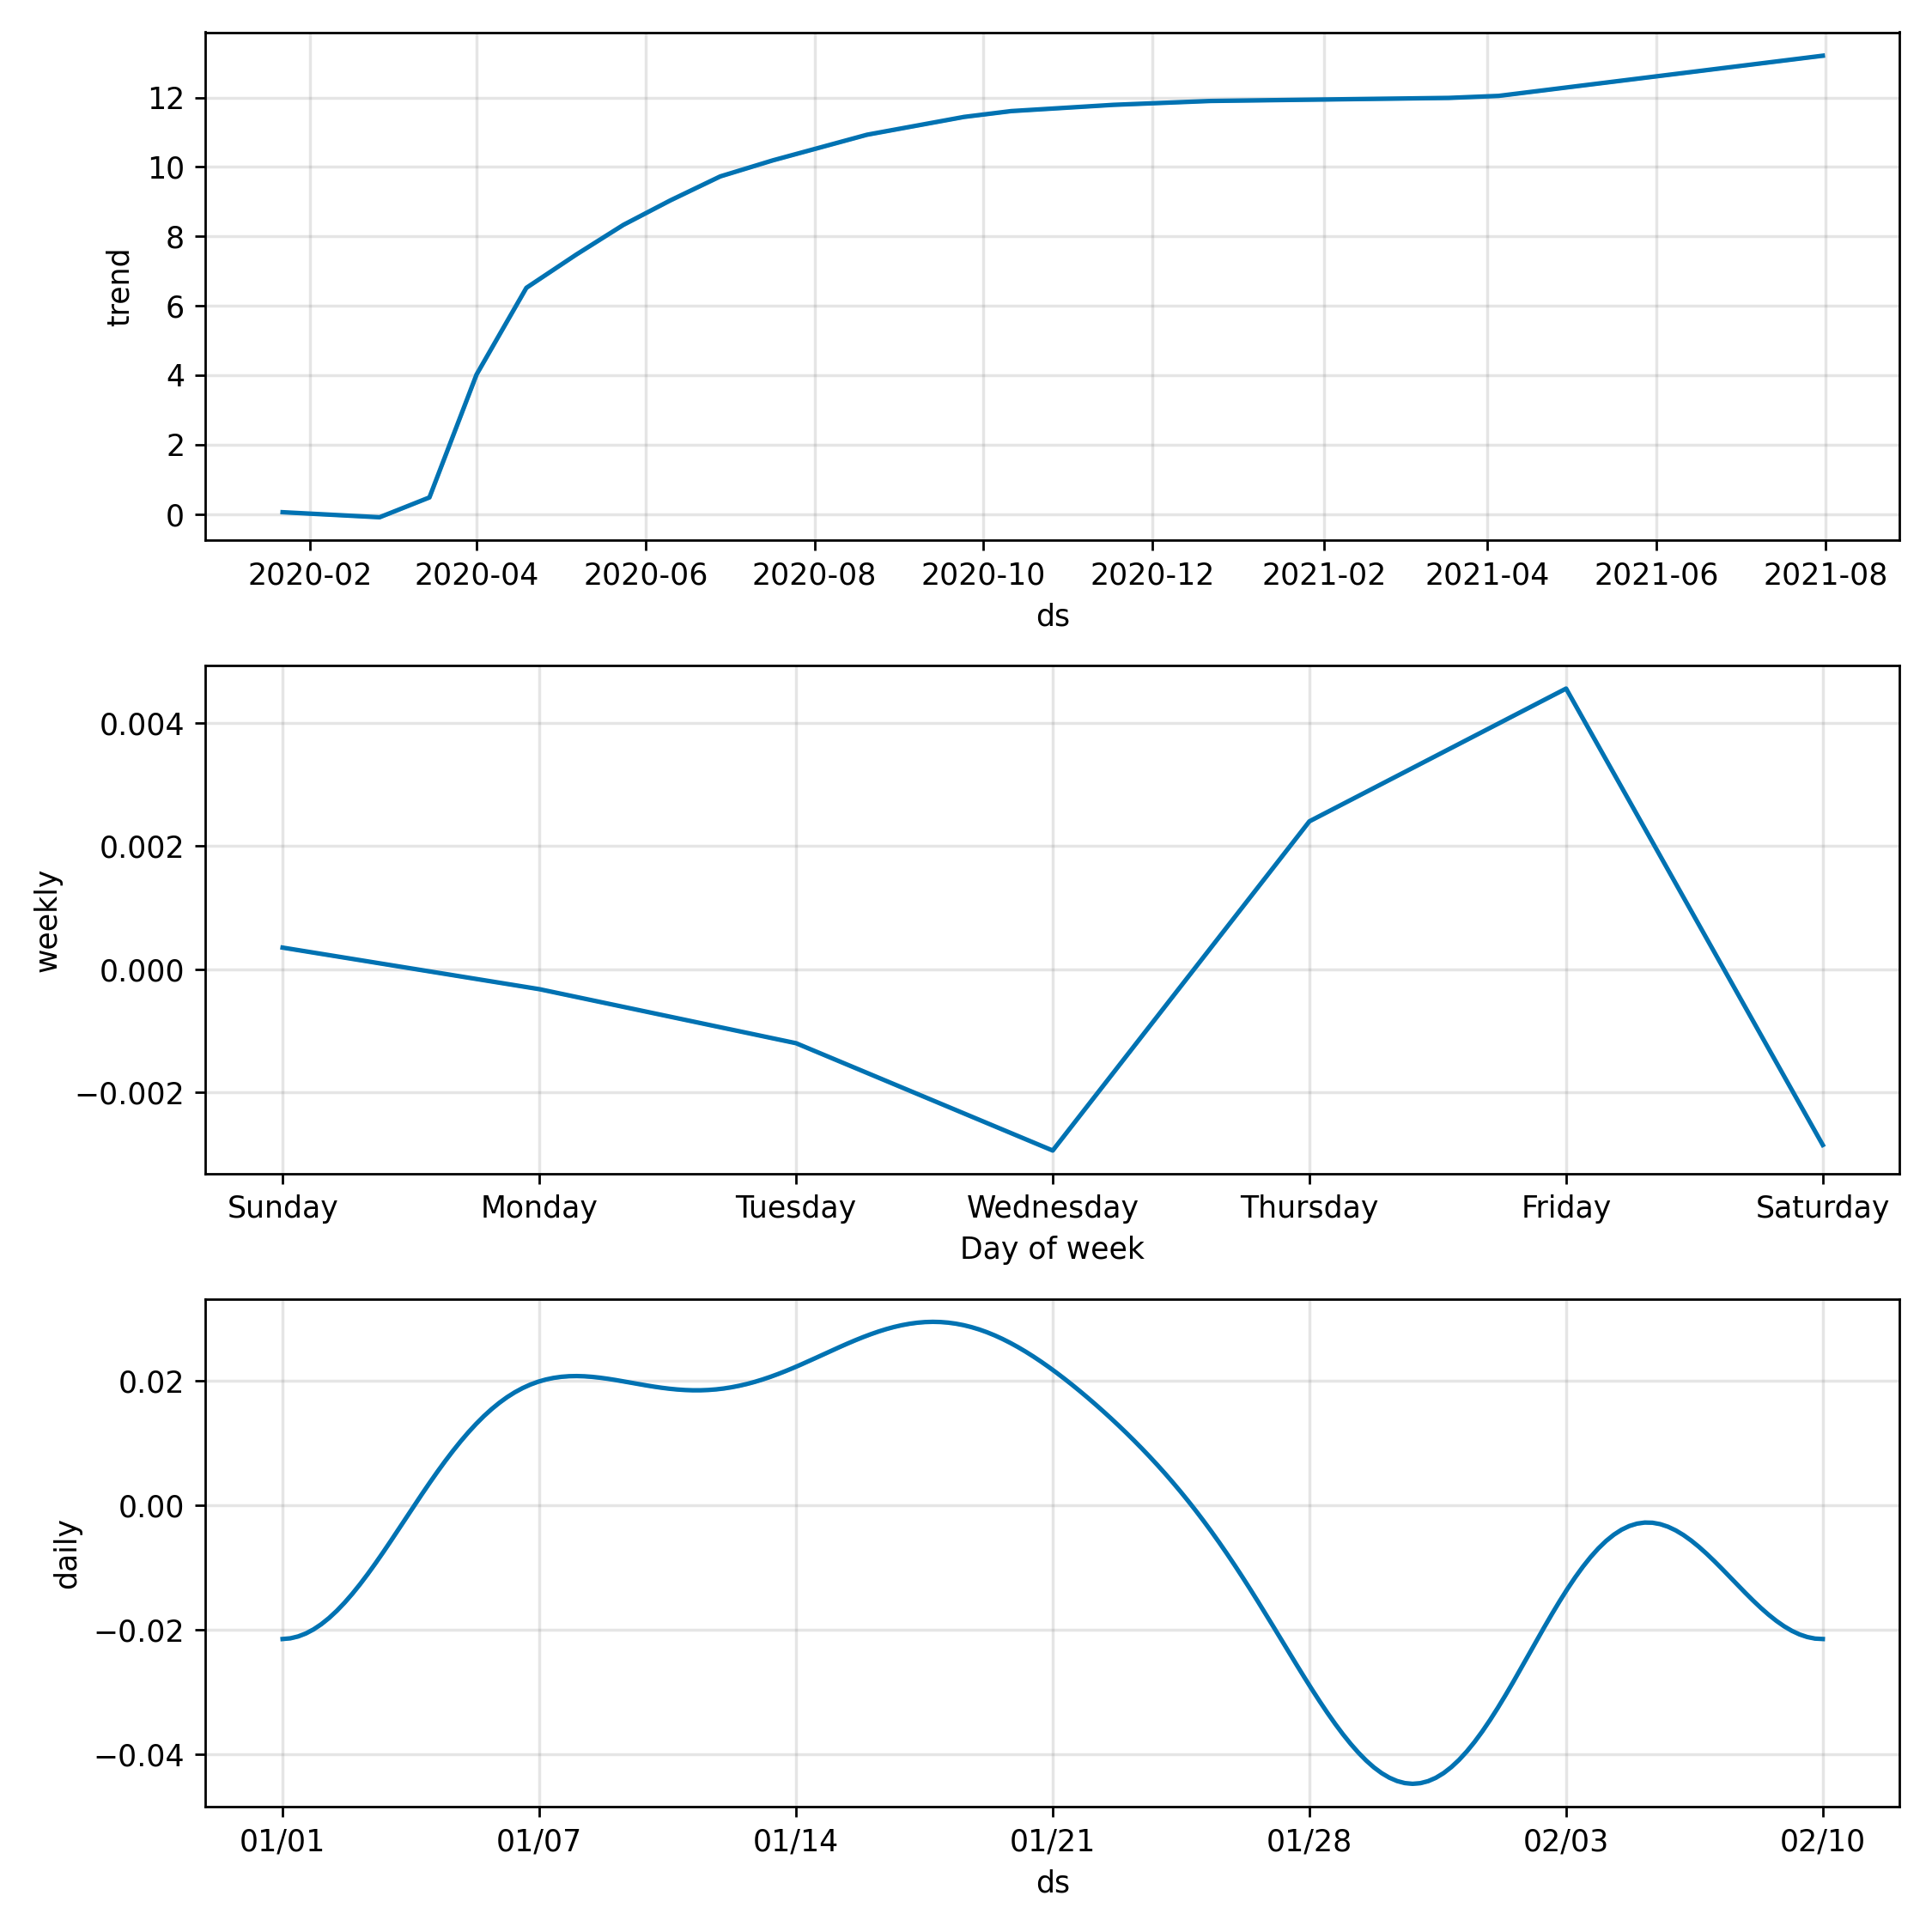 12
10
8
6
4
2
0
trend
2020-02 2020-04 2020-06 2020-08 2020-10 2020-12 2021-02 2021-04 2021-06 2021-08
ds
0.004
0.002
0.000
−0.002
weekly
Sunday Monday Tuesday Wednesday Thursday Friday Saturday
Day of week
0.02
0.00
−0.02
−0.04
daily
01/01 01/07 01/14 01/21 01/28 02/03 02/10
ds